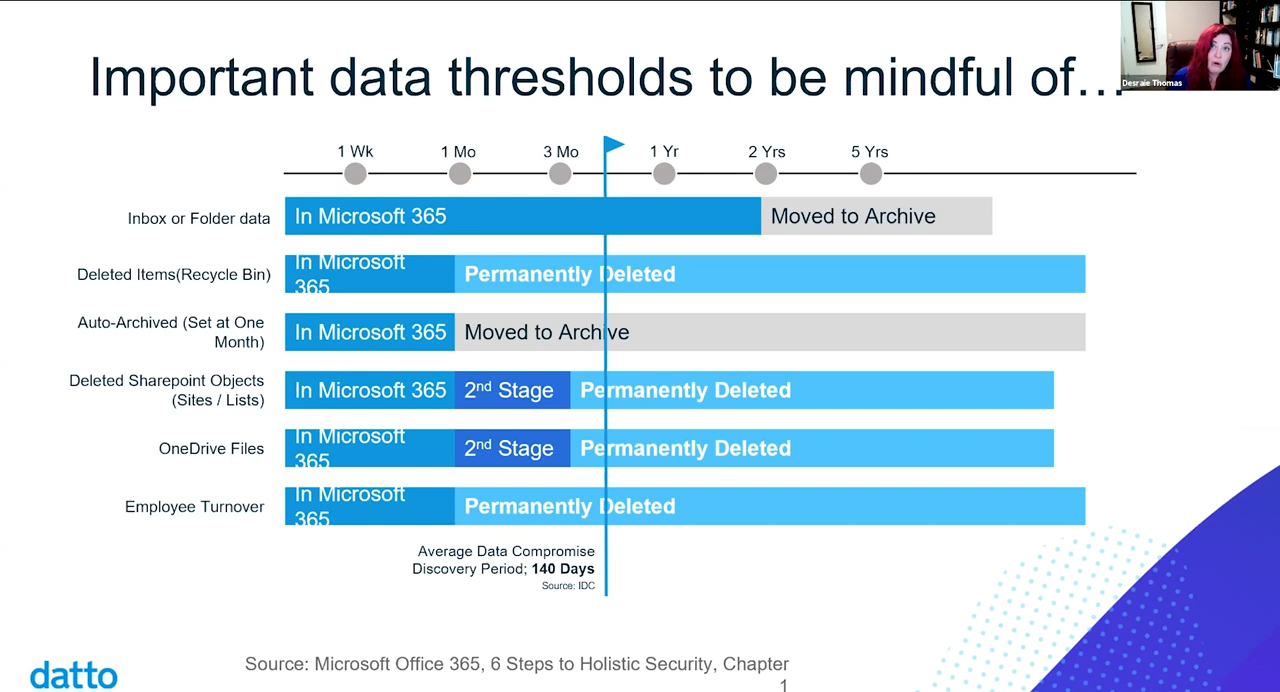 Important data thresholds to be mindful of…
Desraie Thomas
1 Wk
1 Mo
3 Mo
1 Yr
2 Yrs
5 Yrs
Inbox or Folder data
In Microsoft 365
Moved to Archive
Deleted Items(Recycle Bin)
In Microsoft
365
Permanently Deleted
Auto-Archived (Set at One
Month)
In Microsoft 365
Moved to Archive
Deleted Sharepoint Objects
(Sites / Lists)
In Microsoft 365
2nd Stage
Permanently Deleted
OneDrive Files
In Microsoft
365
2nd Stage
Permanently Deleted
Employee Turnover
In Microsoft
365
Permanently Deleted
Average Data Compromise
Discovery Period; 140 Days
Source: IDC
Source: Microsoft Office 365, 6 Steps to Holistic Security, Chapter
1
datto